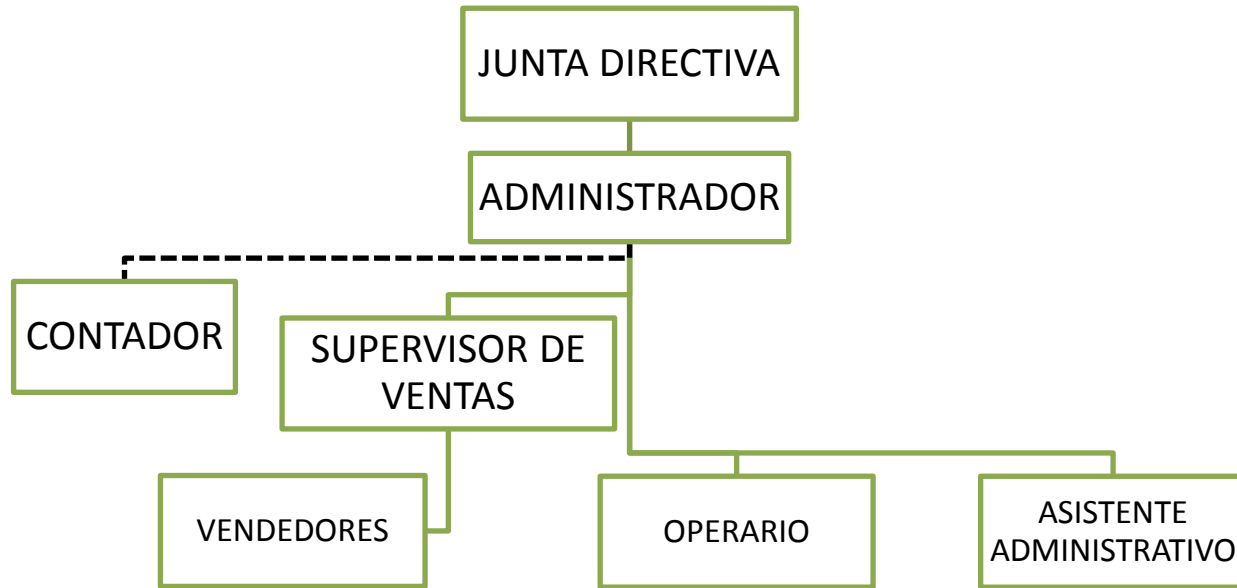 JUNTA DIRECTIVA
ADMINISTRADOR
CONTADOR
SUPERVISOR DE
VENTAS
VENDEDORES
OPERARIO
ASISTENTE
ADMINISTRATIVO